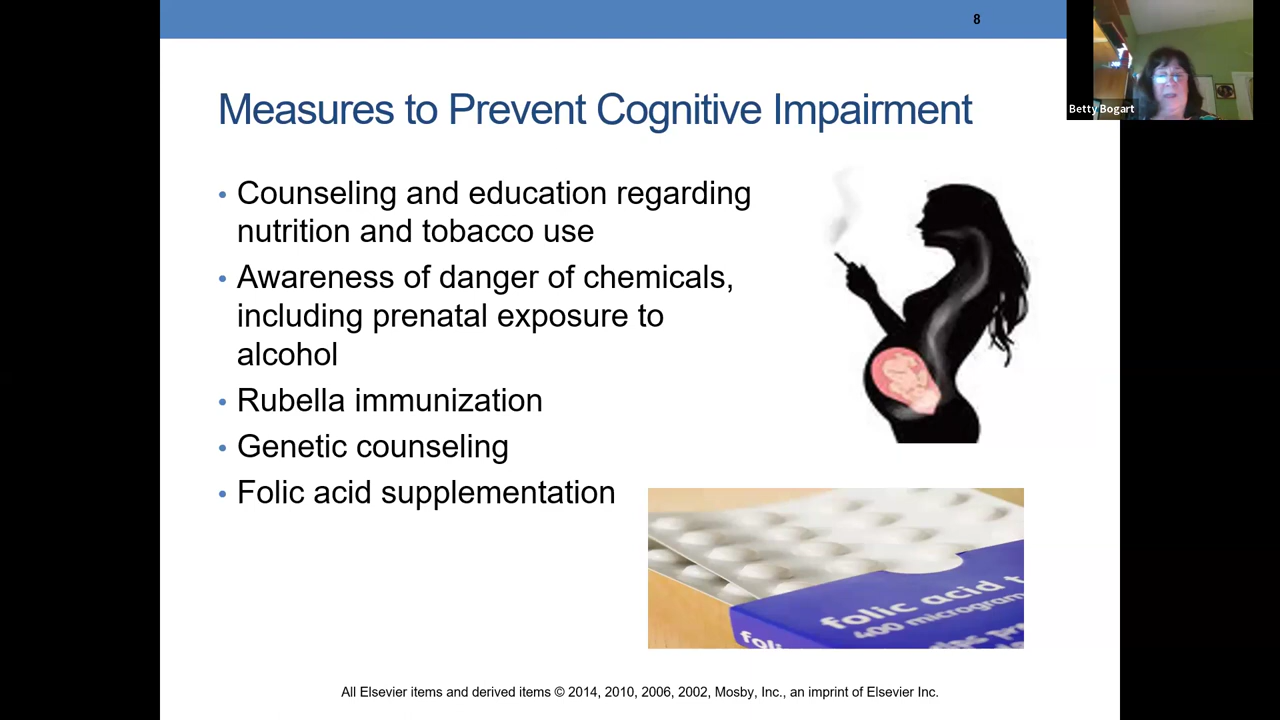 8
Betty Bogart
Measures to Prevent Cognitive Impairment
• Counseling and education regarding
nutrition and tobacco use
• Awareness of danger of chemicals,
including prenatal exposure to
alcohol
• Rubella immunization
• Genetic counseling
• Folic acid supplementation
folic acid t
400 microgram
foli
All Elsevier items and derived items © 2014, 2010, 2006, 2002, Mosby, Inc., an imprint of Elsevier Inc.